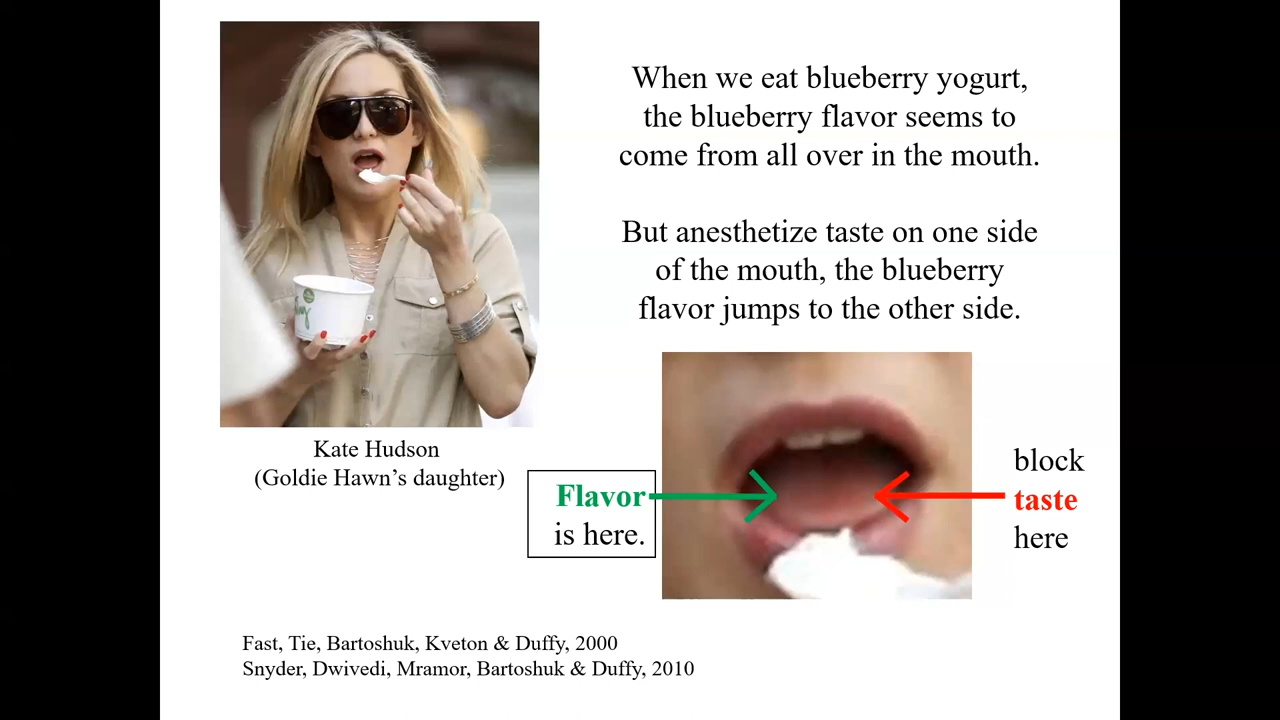 When we eat blueberry yogurt,
the blueberry flavor seems to
come from all over in the mouth.
But anesthetize taste on one side
of the mouth, the blueberry
flavor jumps to the other side.
Kate Hudson
(Goldie Hawn’s daughter)
Flavor
is here.
block
taste
here
Fast, Tie, Bartoshuk, Kveton & Duffy, 2000
Snyder, Dwivedi, Mramor, Bartoshuk & Duffy, 2010